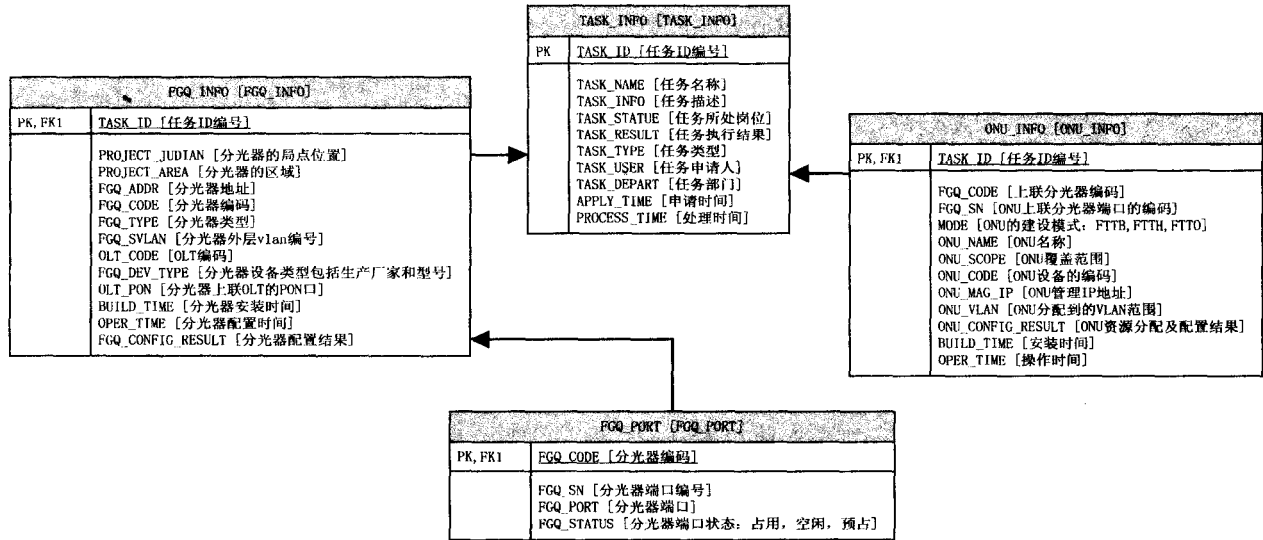 TASK_INFO [TASK_INFO]
PK TASK_ID [任务ID编号]
TASK_NAME [任务名称]
TASK_INFO [任务描述]
TASK_STATUE [任务所处岗位]
TASK_RESULT [任务执行结果]
TASK_TYPE [任务类型]
TASK_USER [任务申请人]
TASK_DEPART [任务部门]
APPLY_TIME [申请时间]
PROCESS_TIME [处理时间]
FGQ_INFO [FGQ_INFO]
PK, FK1 TASK_ID [任务ID编号]
PROJECT_JUDIAN [分光器的局点位置]
PROJECT_AREA [分光器的区域]
FGQ_ADDR [分光器地址]
FGQ_CODE [分光器编码]
FGQ_TYPE [分光器类型]
FGQ_SVLAN [分光器外层vlan编号]
OLT_CODE [OLT编码]
FGQ_DEV_TYPE [分光器设备类型包括生产厂家和型号]
OLT_PON [分光器上联OLT的PON口]
BUILD_TIME [分光器安装时间]
OPER_TIME [分光器配置时间]
FGQ_CONFIG_RESULT [分光器配置结果]
ONU_INFO [ONU_INFO]
PK, FK1 TASK_ID [任务ID编号]
FGQ_CODE [上联分光器编码]
FGQ_SN [ONU上联分光器端口的编码]
MODE [ONU的建设模式: FTTB, FTTH, FTTO]
ONU_NAME [ONU名称]
ONU_SCOPE [ONU覆盖范围]
ONU_CODE [ONU设备的编码]
ONU_MAG_IP [ONU管理IP地址]
ONU_VLAN [ONU分配到的VLAN范围]
ONU_CONFIG_RESULT [ONU资源分配及配置结果]
BUILD_TIME [安装时间]
OPER_TIME [操作时间]
FGQ_PORT [FGQ_PORT]
PK, FK1 FGQ_CODE [分光器编码]
FGQ_SN [分光器端口编号]
FGQ_PORT [分光器端口]
FGQ_STATUS [分光器端口状态: 占用, 空闲, 预占]